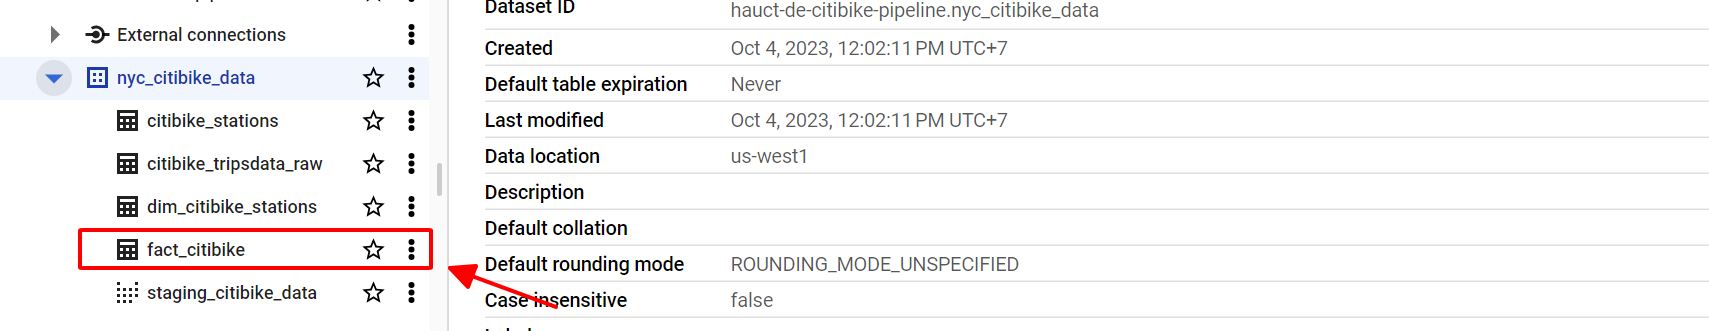 External connections
nyc_citibike_data
citibike_stations
citibike_tripsdata_raw
dim_citibike_stations
fact_citibike
staging_citibike_data
Dataset ID hauct-de-citibike-pipeline.nyc_citibike_data
Created Oct 4, 2023, 12:02:11 PM UTC+7
Default table expiration Never
Last modified Oct 4, 2023, 12:02:11 PM UTC+7
Data location us-west1
Description
Default collation
Default rounding mode ROUNDING_MODE_UNSPECIFIED
Case insensitive false